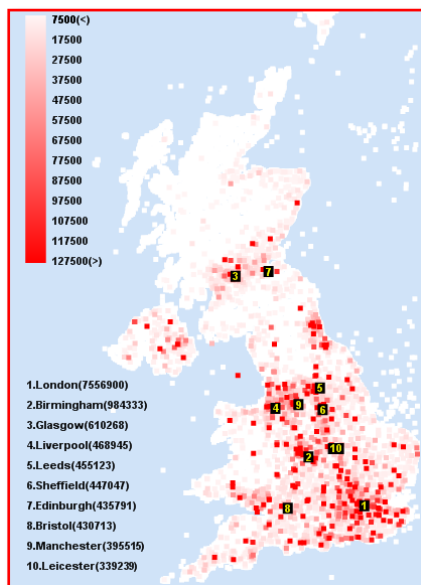 7500(<)
17500
27500
37500
47500
57500
67500
77500
87500
97500
107500
117500
127500(>)
3
7
5
4
9
6
10
2
8
1
1.London(7556900)
2.Birmingham(984333)
3.Glasgow(610268)
4.Liverpool(468945)
5.Leeds(455123)
6.Sheffield(447047)
7.Edinburgh(435791)
8.Bristol(430713)
9.Manchester(395515)
10.Leicester(339239)